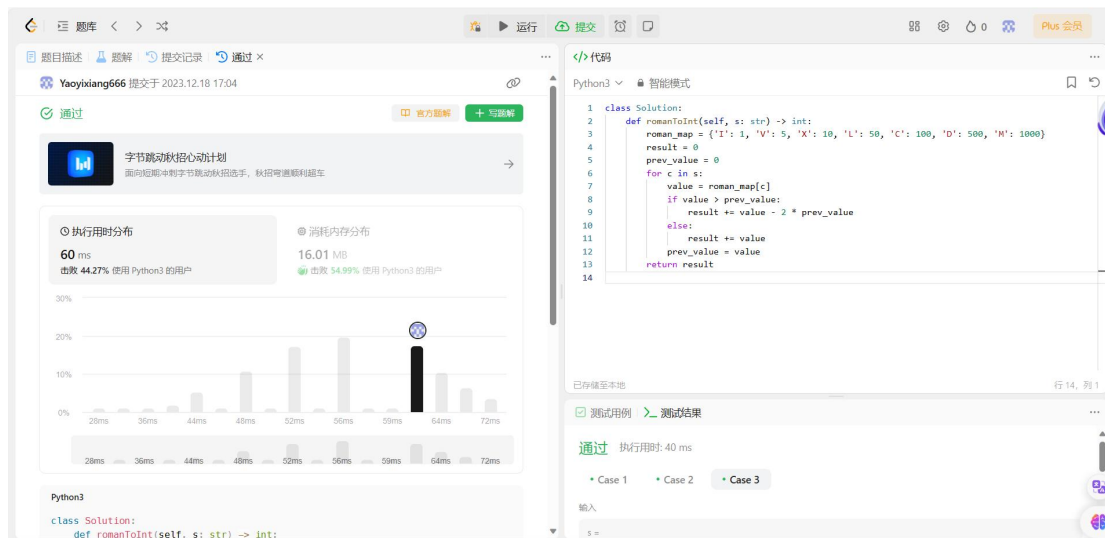 题库
运行
提交
0
Plus 会员
题目描述
题解
提交记录
通过
Yaoyixiang666 提交于 2023.12.18 17:04
通过
官方题解
写题解
字节跳动秋招心动计划
面向短期冲刺字节跳动秋招选手，秋招弯道顺利超车
执行用时分布
60 ms
击败 44.27% 使用 Python3 的用户
消耗内存分布
16.01 MB
击败 54.99% 使用 Python3 的用户
30%
20%
10%
0%
28ms 36ms 44ms 48ms 52ms 56ms 59ms 64ms 72ms
28ms 36ms 44ms 48ms 52ms 56ms 59ms 64ms 72ms
Python3
class Solution:
def romanToInt(self, s: str) -> int:
</>代码
Python3
智能模式
1 class Solution:
2 def romanToInt(self, s: str) -> int:
3 roman_map = {'I': 1, 'V': 5, 'X': 10, 'L': 50, 'C': 100, 'D': 500, 'M': 1000}
4 result = 0
5 prev_value = 0
6 for c in s:
7 value = roman_map[c]
8 if value > prev_value:
9 result += value - 2 * prev_value
10 else:
11 result += value
12 prev_value = value
13 return result
14
已存储至本地
行 14, 列 1
测试用例
测试结果
通过 执行用时: 40 ms
Case 1
Case 2
Case 3
输入
s =